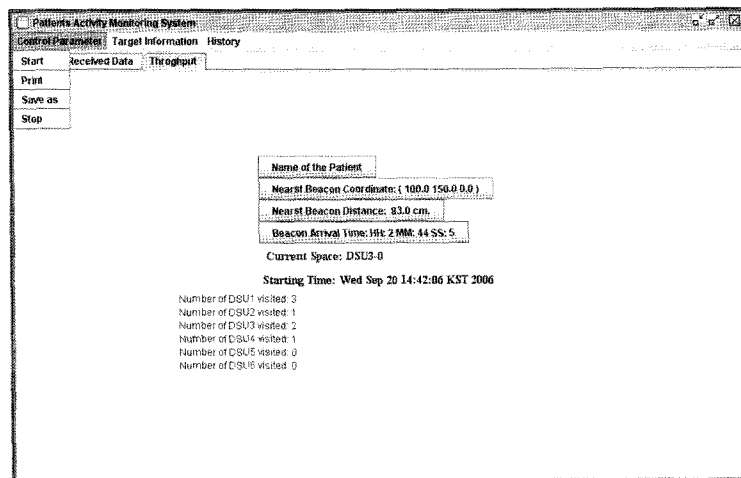 Patients Activity Monitoring System
Control Parameter Target Information History
Start Received Data Throghput
Print
Save as
Stop
Name of the Patient
Nearst Beacon Coordinate: ( 100.0 150.0 0.0 )
Nearst Beacon Distance: 83.0 cm.
Beacon Arrival Time: HH: 2 MM: 44 SS: 5
Current Space: DSU3-0
Starting Time: Wed Sep 20 14:42:06 KST 2006
Number of DSU1 visited: 3
Number of DSU2 visited: 1
Number of DSU3 visited: 2
Number of DSU4 visited: 1
Number of DSU5 visited: 0
Number of DSU6 visited: 0